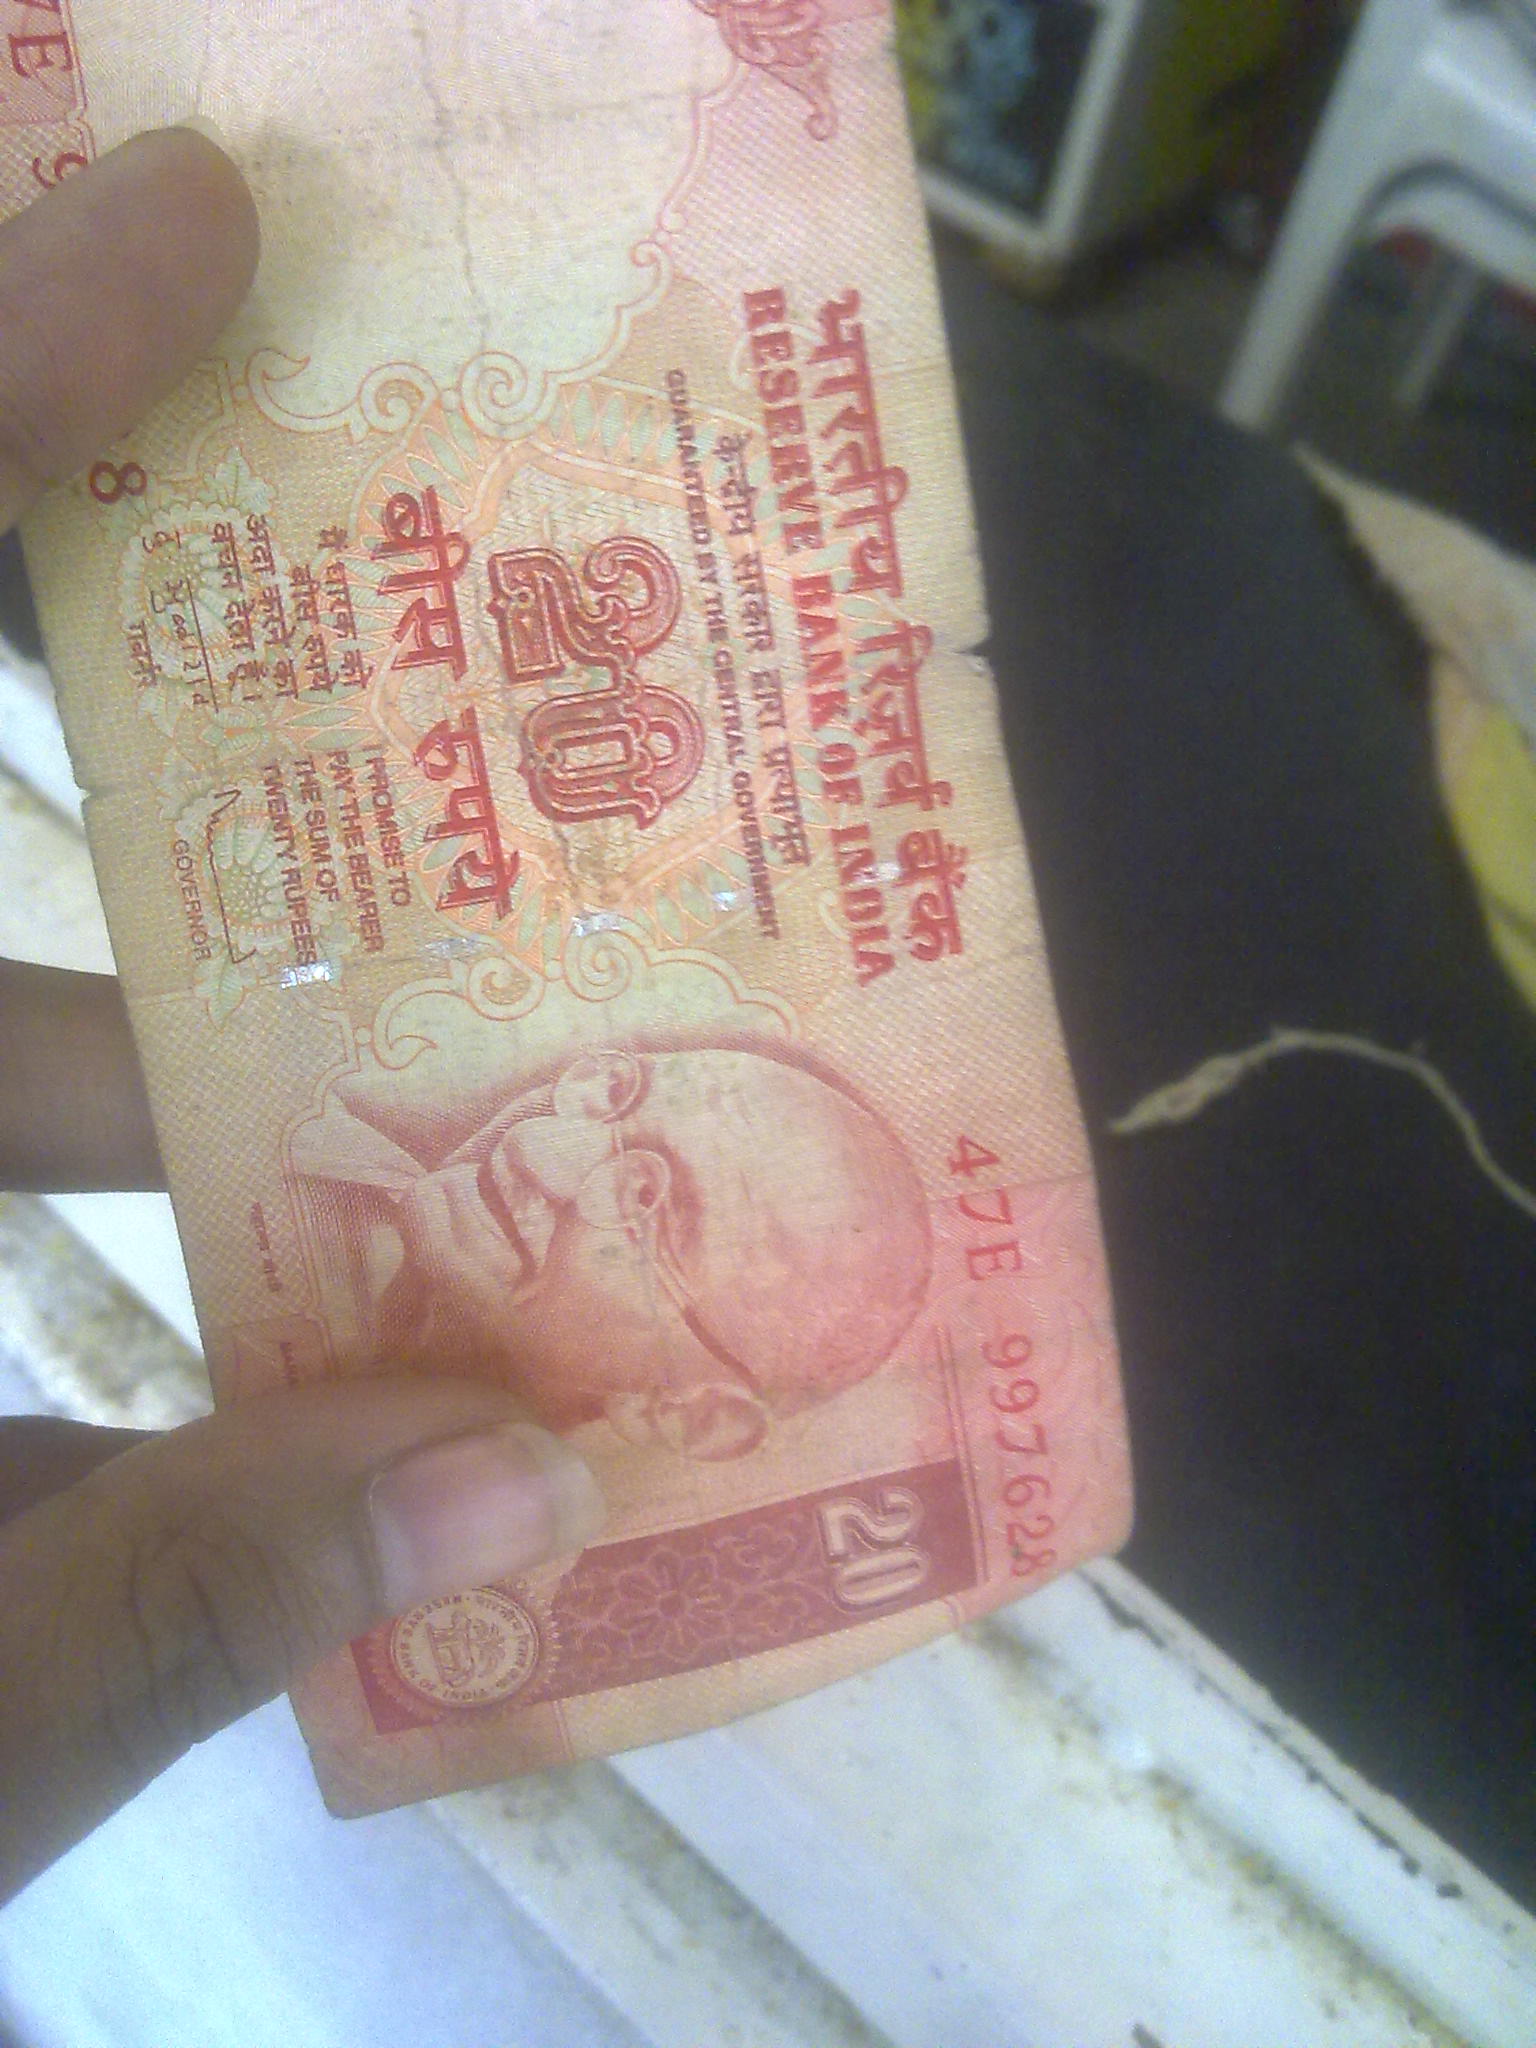 भारतीय रिज़र्व बैंक
RESERVE BANK OF INDIA
केन्द्रीय सरकार द्वारा प्रत्याभूत
GUARANTEED BY THE CENTRAL GOVERNMENT
20
बीस रुपये
मैं धारक को
बीस रुपये
अदा करने का
वचन देता हूँ।
गवर्नर
I PROMISE TO
PAY THE BEARER
THE SUM OF
TWENTY RUPEES
GOVERNOR
47E 997628
20
7E 9
8